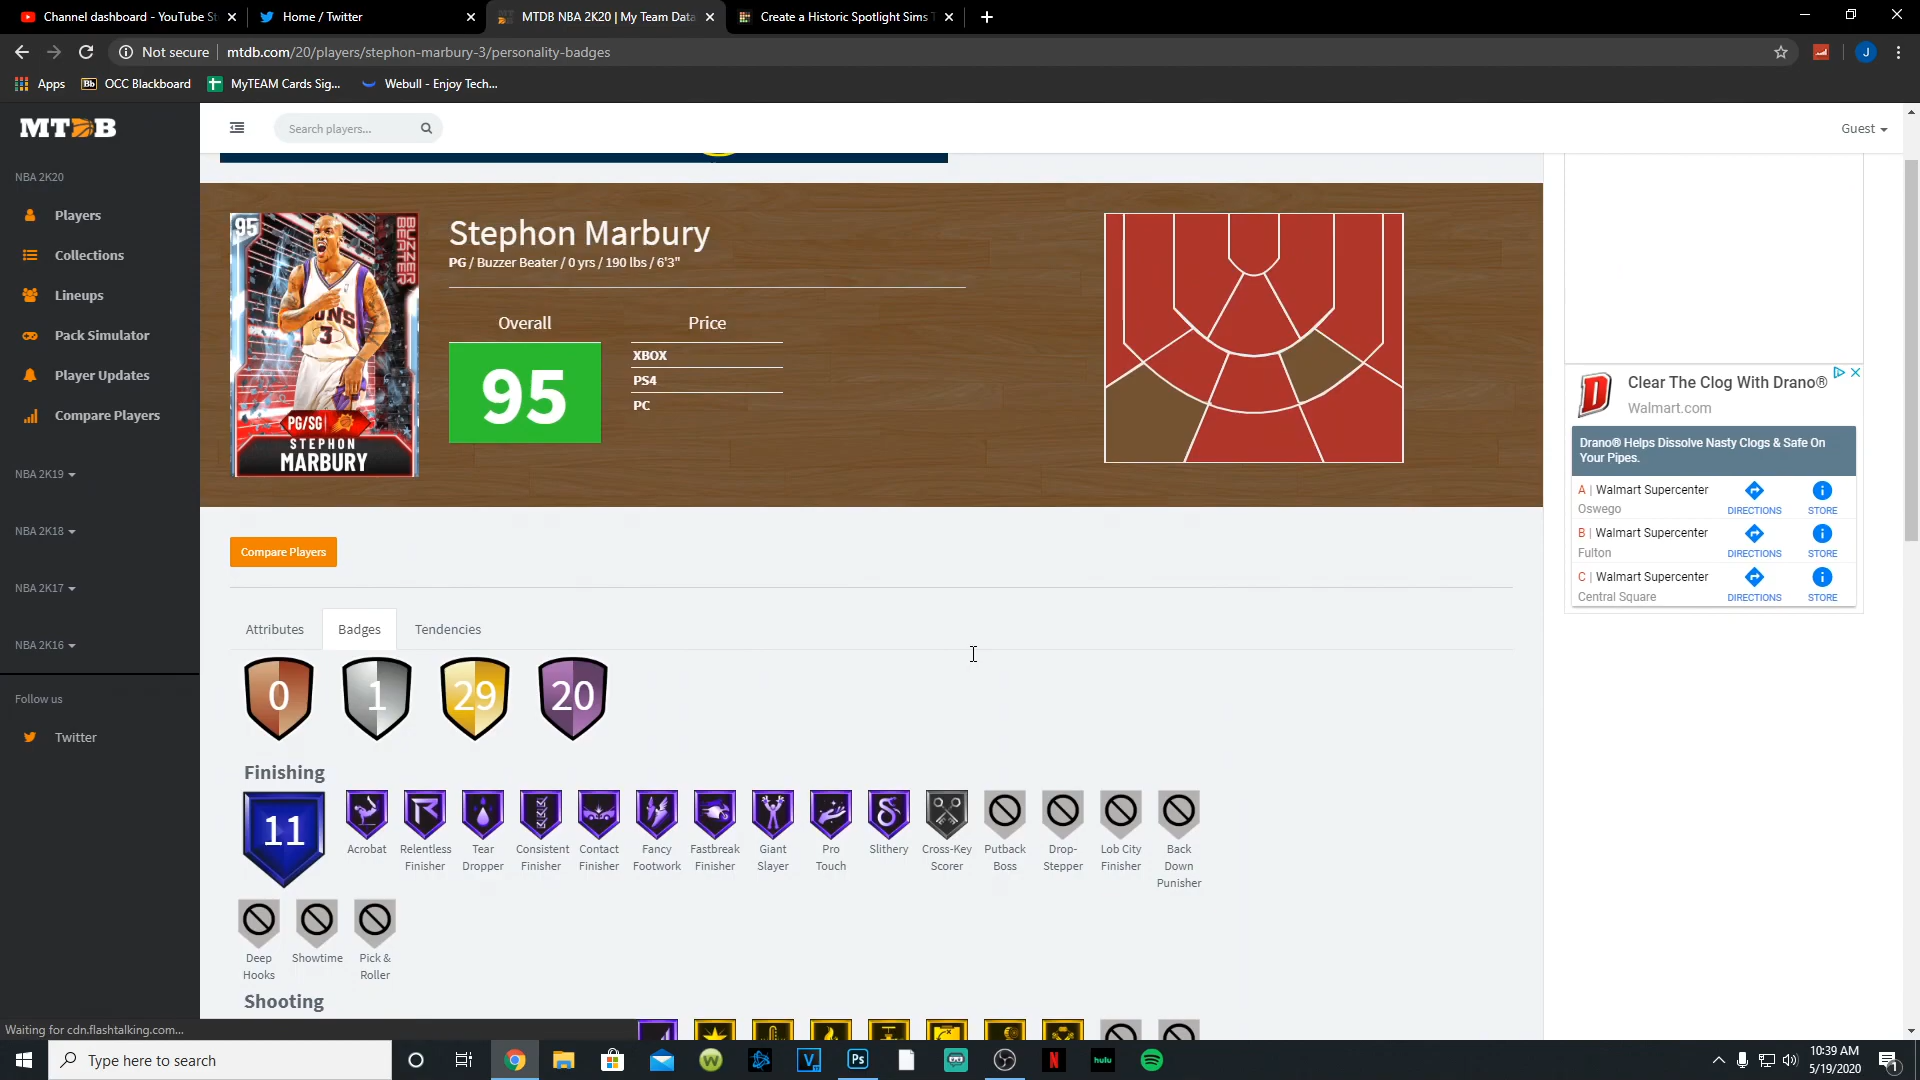 Channel dashboard - YouTube St
Home / Twitter
MTDB NBA 2K20 | My Team Data
Create a Historic Spotlight Sims T
Not secure
mtdb.com/20/players/stephon-marbury-3/personality-badges
J
Apps
Bb OCC Blackboard
MyTEAM Cards Sig...
Webull - Enjoy Tech...
MTDB
Search players...
Guest
NBA 2K20
Players
Collections
Lineups
Pack Simulator
Player Updates
Compare Players
NBA 2K19
NBA 2K18
NBA 2K17
NBA 2K16
Follow us
Twitter
95
BUZZER BEATER
SUNS
3
PG/SG
STEPHON
MARBURY
Stephon Marbury
PG / Buzzer Beater / 0 yrs / 190 lbs / 6'3"
Overall
95
Price
XBOX
PS4
PC
Clear The Clog With Drano®
Walmart.com
Drano® Helps Dissolve Nasty Clogs & Safe On
Your Pipes.
A | Walmart Supercenter
Oswego
DIRECTIONS
STORE
B | Walmart Supercenter
Fulton
DIRECTIONS
STORE
C | Walmart Supercenter
Central Square
DIRECTIONS
STORE
Compare Players
Attributes
Badges
Tendencies
0
1
29
20
Finishing
11
Acrobat
Relentless Finisher
Tear Dropper
Consistent Finisher
Contact Finisher
Fancy Footwork
Fastbreak Finisher
Giant Slayer
Pro Touch
Slithery
Cross-Key Scorer
Putback Boss
Drop-Stepper
Lob City Finisher
Back Down Punisher
Deep Hooks
Showtime
Pick & Roller
Shooting
Waiting for cdn.flashtalking.com...
Type here to search
Ps
hulu
10:39 AM
5/19/2020
1